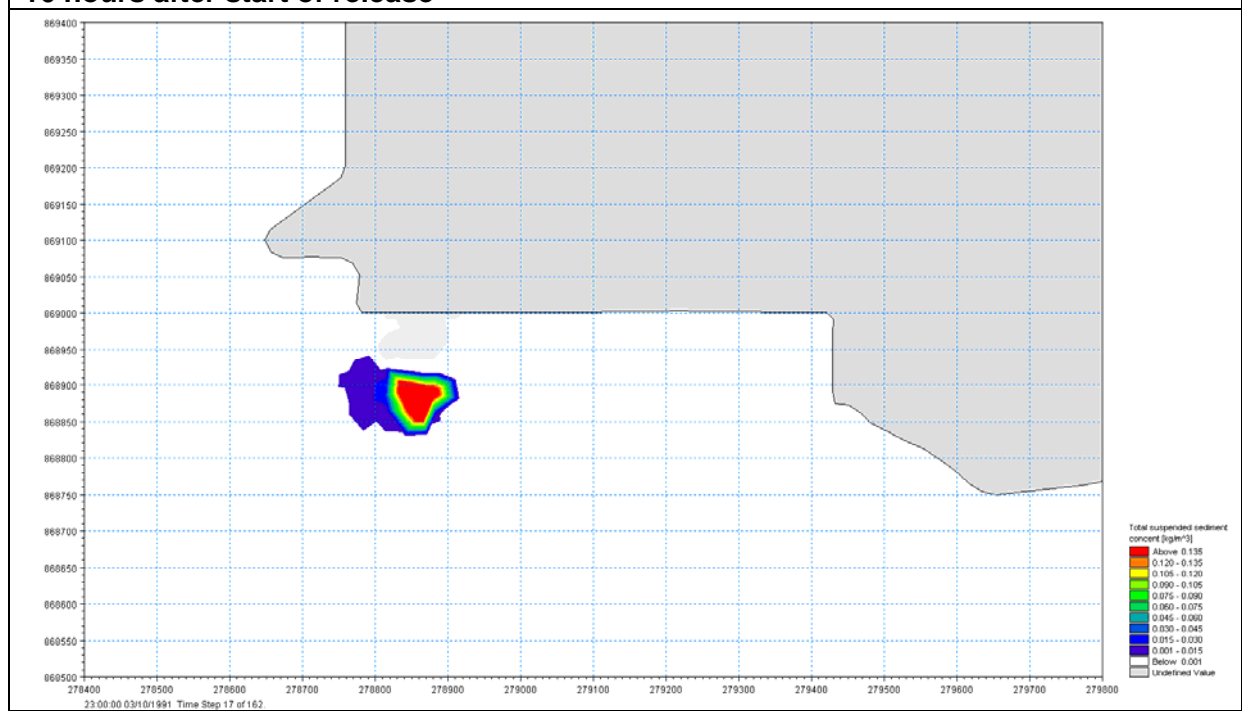 hours after start of release
869400
869350
869300
869250
869200
869150
869100
869050
869000
868950
868900
868850
868800
868750
868700
868650
868600
868550
868500
278400 278500 278600 278700 278800 278900 279000 279100 279200 279300 279400 279500 279600 279700 279800
23:00:00 03/10/1991 Time Step 17 of 162.
Total suspended sediment
concent [kg/m^3]
Above 0.135
0.120 - 0.135
0.105 - 0.120
0.090 - 0.105
0.075 - 0.090
0.060 - 0.075
0.045 - 0.060
0.030 - 0.045
0.015 - 0.030
0.001 - 0.015
Below 0.001
Undefined Value